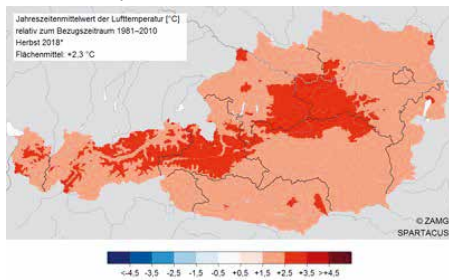 Jahreszeitenmittelwert der Lufttemperatur [°C]
relativ zum Bezugszeitraum 1981–2010
Herbst 2018*
Flächenmittel: +2,3 °C
© ZAMG
SPARTACUS
<-4,5 -3,5 -2,5 -1,5 -0,5 +0,5 +1,5 +2,5 +3,5 >+4,5